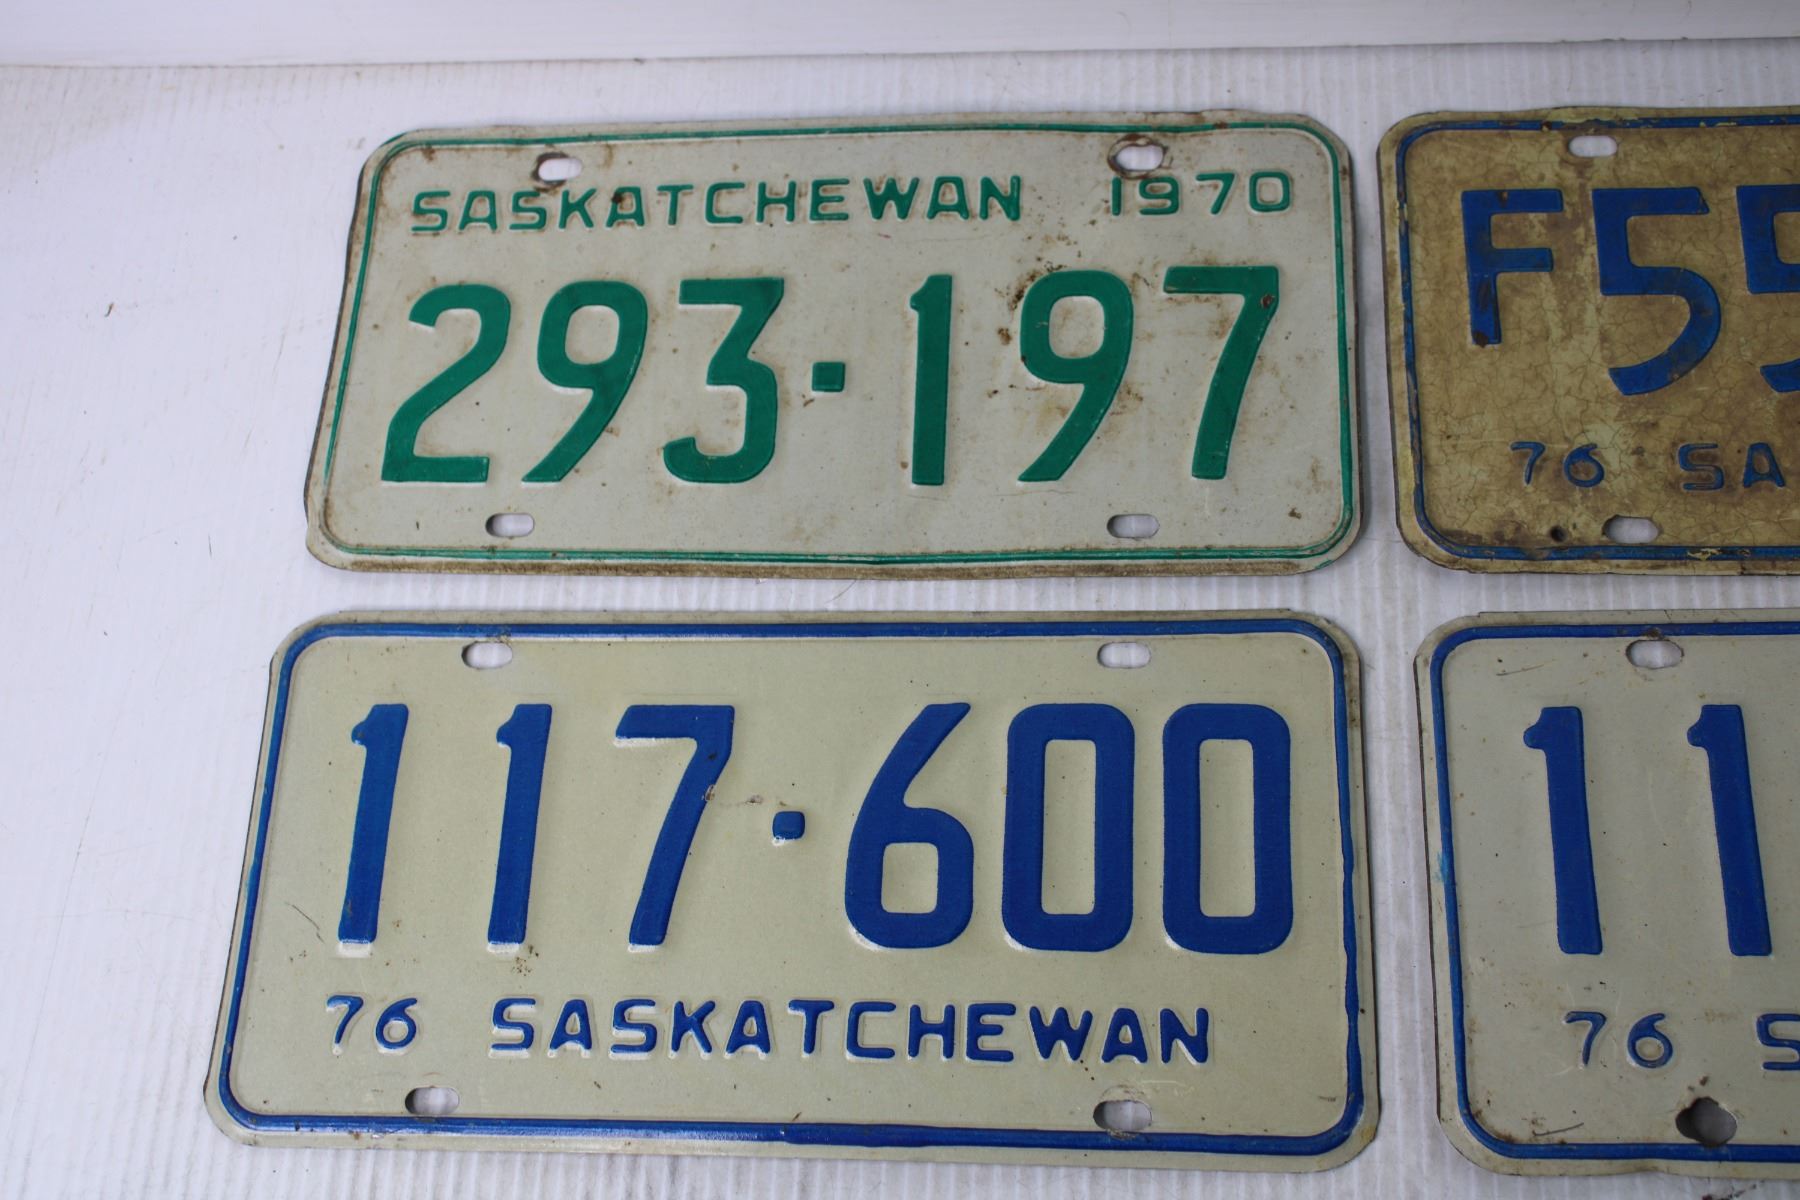 SASKATCHEWAN 1970
293·197
F55
76 SA
117·600
76 SASKATCHEWAN
11
76 S